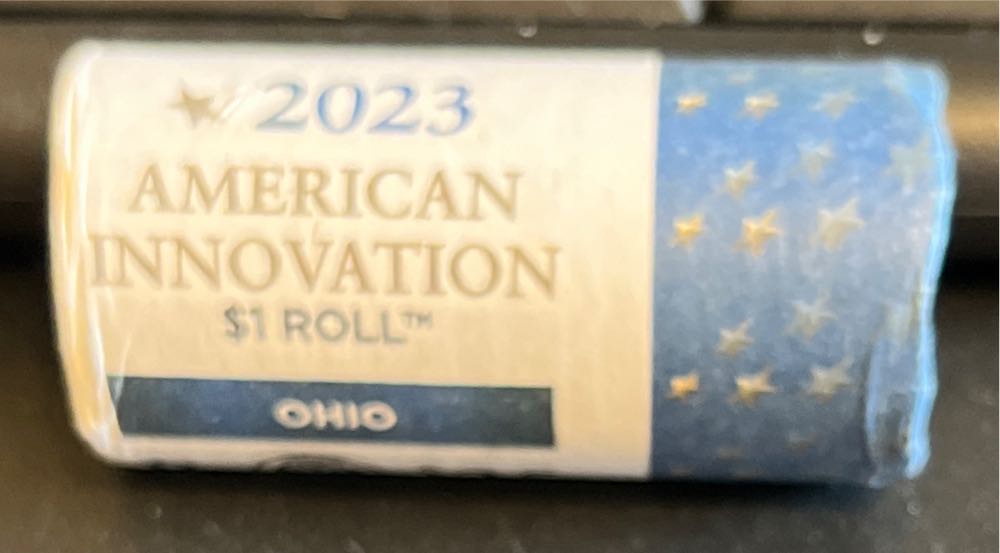 2023
AMERICAN
INNOVATION
$1 ROLL™
OHIO